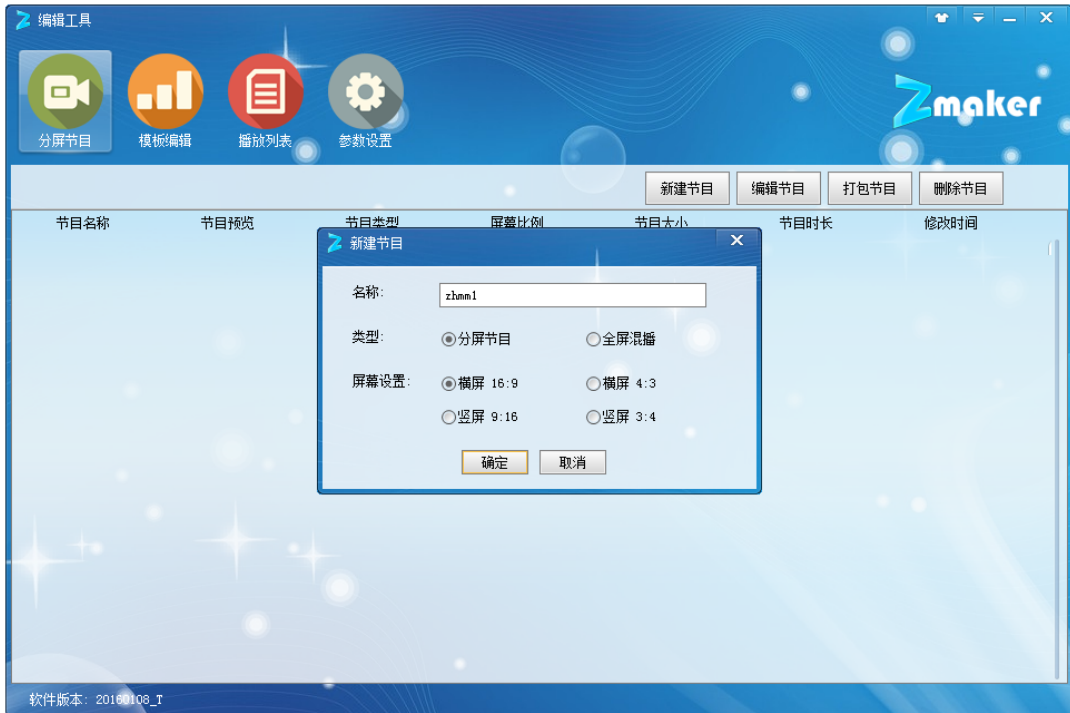 编辑工具
Zmaker
分屏节目 模板编辑 播放列表 参数设置
新建节目 编辑节目 打包节目 删除节目
节目名称 节目预览 节目类型 屏幕比例 节目大小 节目时长 修改时间
新建节目
名称: zhmm1
类型: 分屏节目 全屏混播
屏幕设置: 横屏 16:9 横屏 4:3
竖屏 9:16 竖屏 3:4
确定 取消
软件版本: 20160108_T